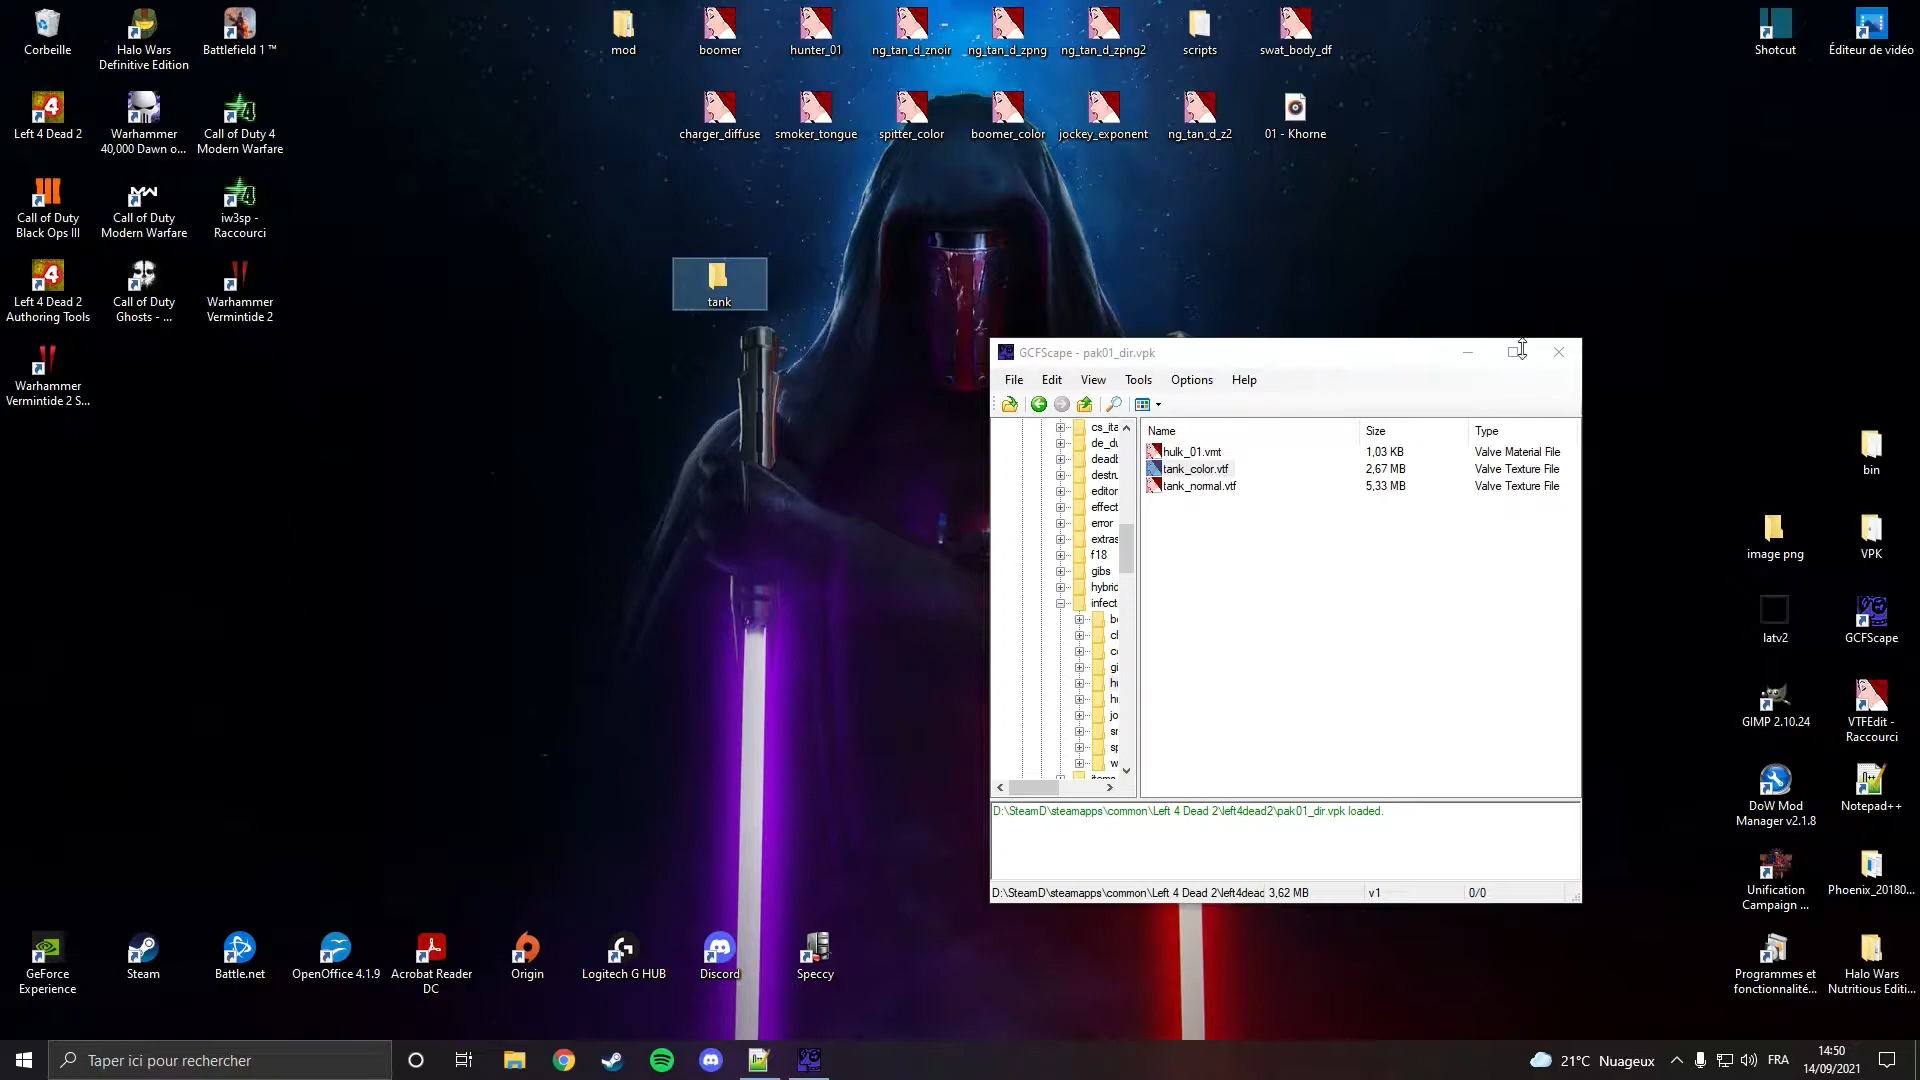 Corbeille
Halo Wars
Definitive Edition
Battlefield 1 ™
mod
boomer
hunter_01
ng_tan_d_znoir
ng_tan_d_zpng
ng_tan_d_zpng2
scripts
swat_body_df
Shotcut
Éditeur de vidéo
Left 4 Dead 2
Warhammer
40,000 Dawn o...
Call of Duty 4
Modern Warfare
charger_diffuse
smoker_tongue
spitter_color
boomer_color
jockey_exponent
ng_tan_d_z2
01 - Khorne
Call of Duty
Black Ops III
Call of Duty
Modern Warfare
iw3sp -
Raccourci
Left 4 Dead 2
Authoring Tools
Call of Duty
Ghosts - ...
Warhammer
Vermintide 2
tank
Warhammer
Vermintide 2 S...
GCFScape - pak01_dir.vpk
File Edit View Tools Options Help
Name Size Type
hulk_01.vmt 1,03 KB Valve Material File
tank_color.vtf 2,67 MB Valve Texture File
tank_normal.vtf 5,33 MB Valve Texture File
cs_ita
de_du
deadb
destru
editor
effect
error
extras
f18
gibs
hybrid
infect
D:\SteamD\steamapps\common\Left 4 Dead 2\left4dead2\pak01_dir.vpk loaded.
D:\SteamD\steamapps\common\Left 4 Dead 2\left4dead 3,62 MB v1 0/0
bin
image png
VPK
latv2
GCFScape
GIMP 2.10.24
VTFEdit -
Raccourci
DoW Mod
Manager v2.1.8
Notepad++
Unification
Campaign ...
Phoenix_20180...
Programmes et
fonctionnalité...
Halo Wars
Nutritious Editi...
GeForce
Experience
Steam
Battle.net
OpenOffice 4.1.9
Acrobat Reader
DC
Origin
Logitech G HUB
Discord
Speccy
Taper ici pour rechercher
21°C Nuageux
FRA
14:50
14/09/2021